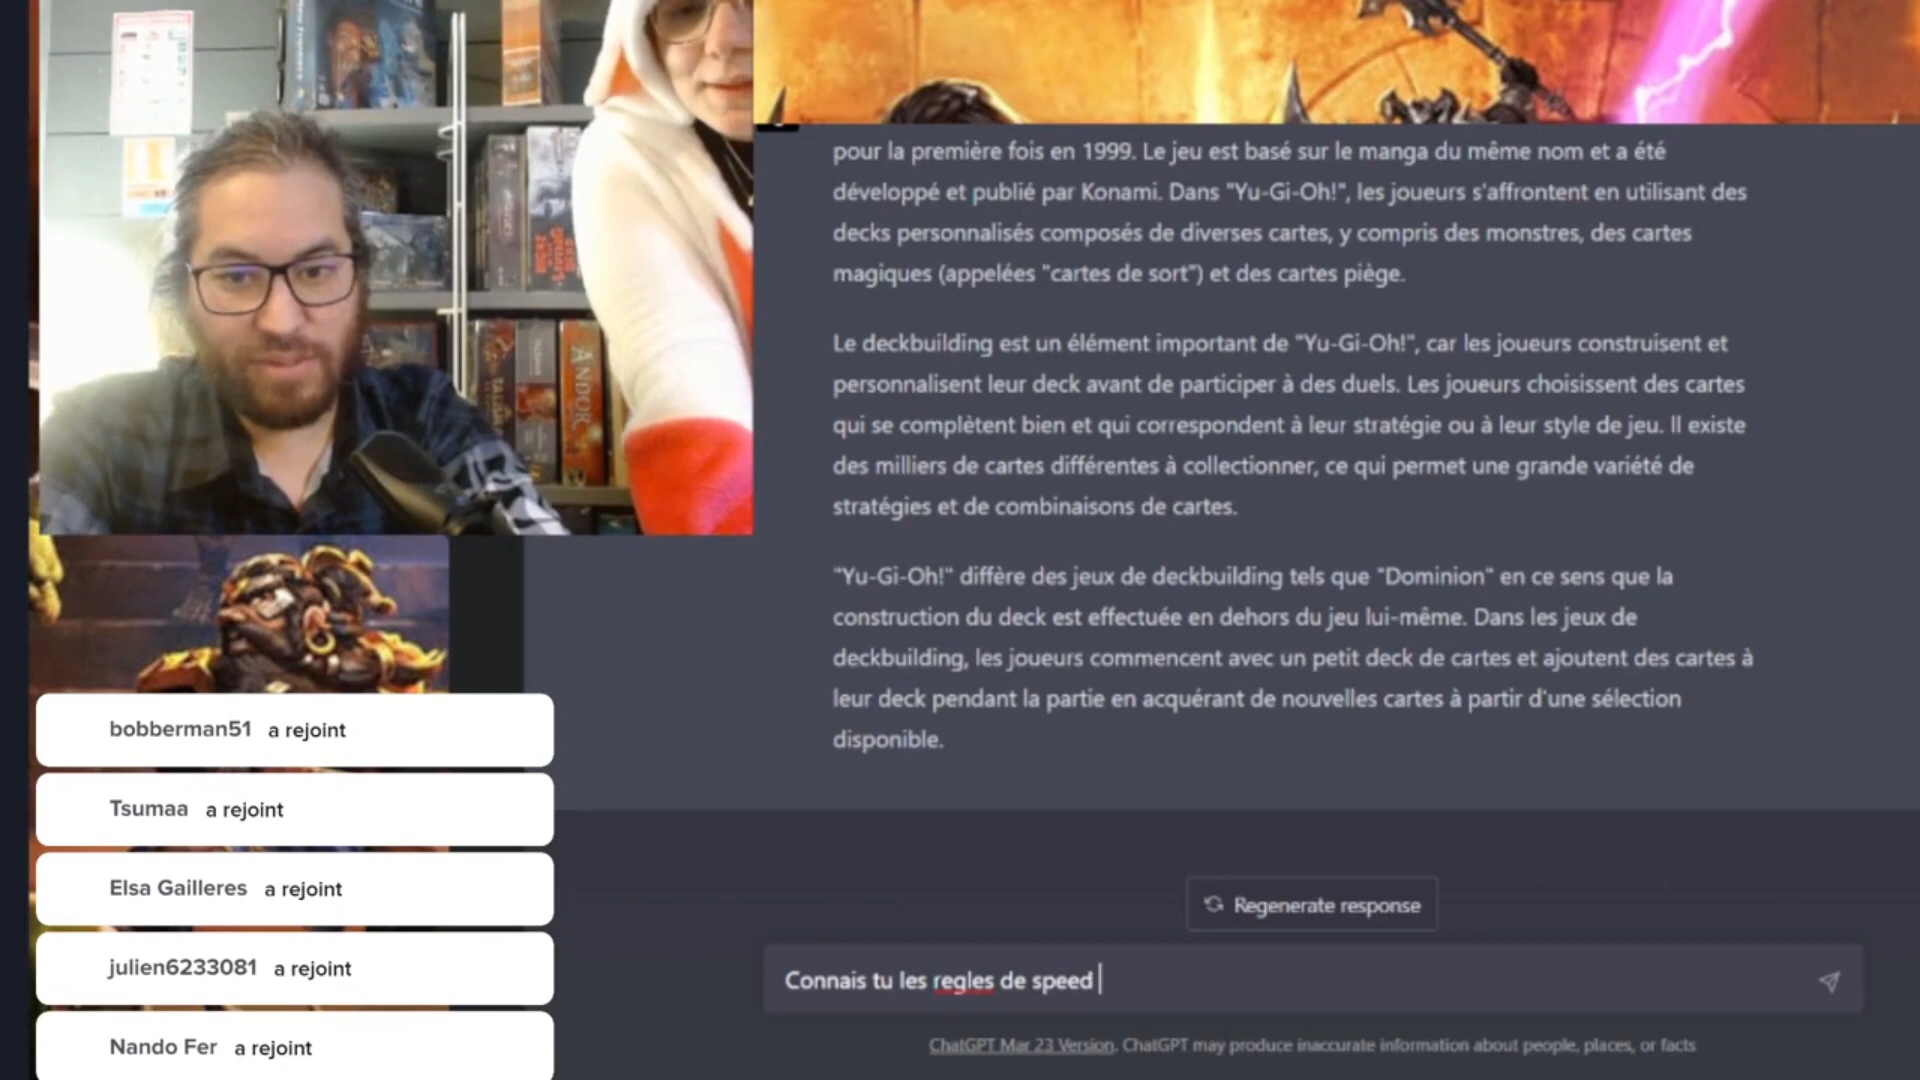 ANDOR
pour la première fois en 1999. Le jeu est basé sur le manga du même nom et a été
développé et publié par Konami. Dans "Yu-Gi-Oh!", les joueurs s'affrontent en utilisant des
decks personnalisés composés de diverses cartes, y compris des monstres, des cartes
magiques (appelées "cartes de sort") et des cartes piège.
Le deckbuilding est un élément important de "Yu-Gi-Oh!", car les joueurs construisent et
personnalisent leur deck avant de participer à des duels. Les joueurs choisissent des cartes
qui se complètent bien et qui correspondent à leur stratégie ou à leur style de jeu. Il existe
des milliers de cartes différentes à collectionner, ce qui permet une grande variété de
stratégies et de combinaisons de cartes.
"Yu-Gi-Oh!" diffère des jeux de deckbuilding tels que "Dominion" en ce sens que la
construction du deck est effectuée en dehors du jeu lui-même. Dans les jeux de
deckbuilding, les joueurs commencent avec un petit deck de cartes et ajoutent des cartes à
leur deck pendant la partie en acquérant de nouvelles cartes à partir d'une sélection
disponible.
bobberman51 a rejoint
Tsumaa a rejoint
Elsa Gailleres a rejoint
julien6233081 a rejoint
Nando Fer a rejoint
Regenerate response
Connais tu les regles de speed
ChatGPT Mar 23 Version. ChatGPT may produce inaccurate information about people, places, or facts